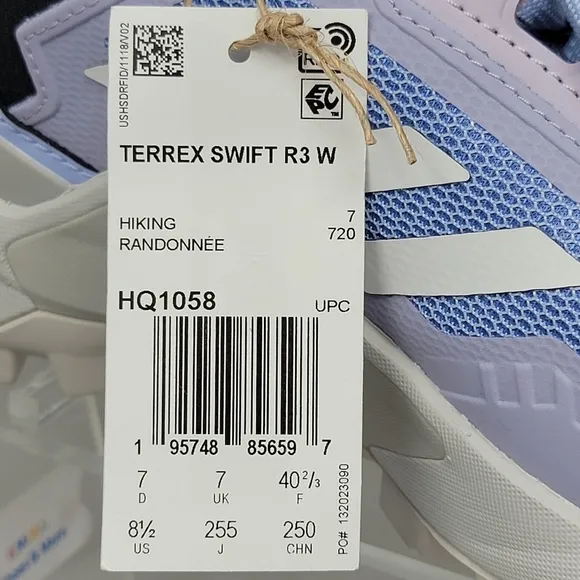 USHSDRFID/1118/V02
EPC™
TERREX SWIFT R3 W
HIKING 7
RANDONNÉE 720
HQ1058 UPC
1 95748 85659 7
7 7 40²/₃
D UK F
8½ 255 250
US J CHN
PO# 132023090